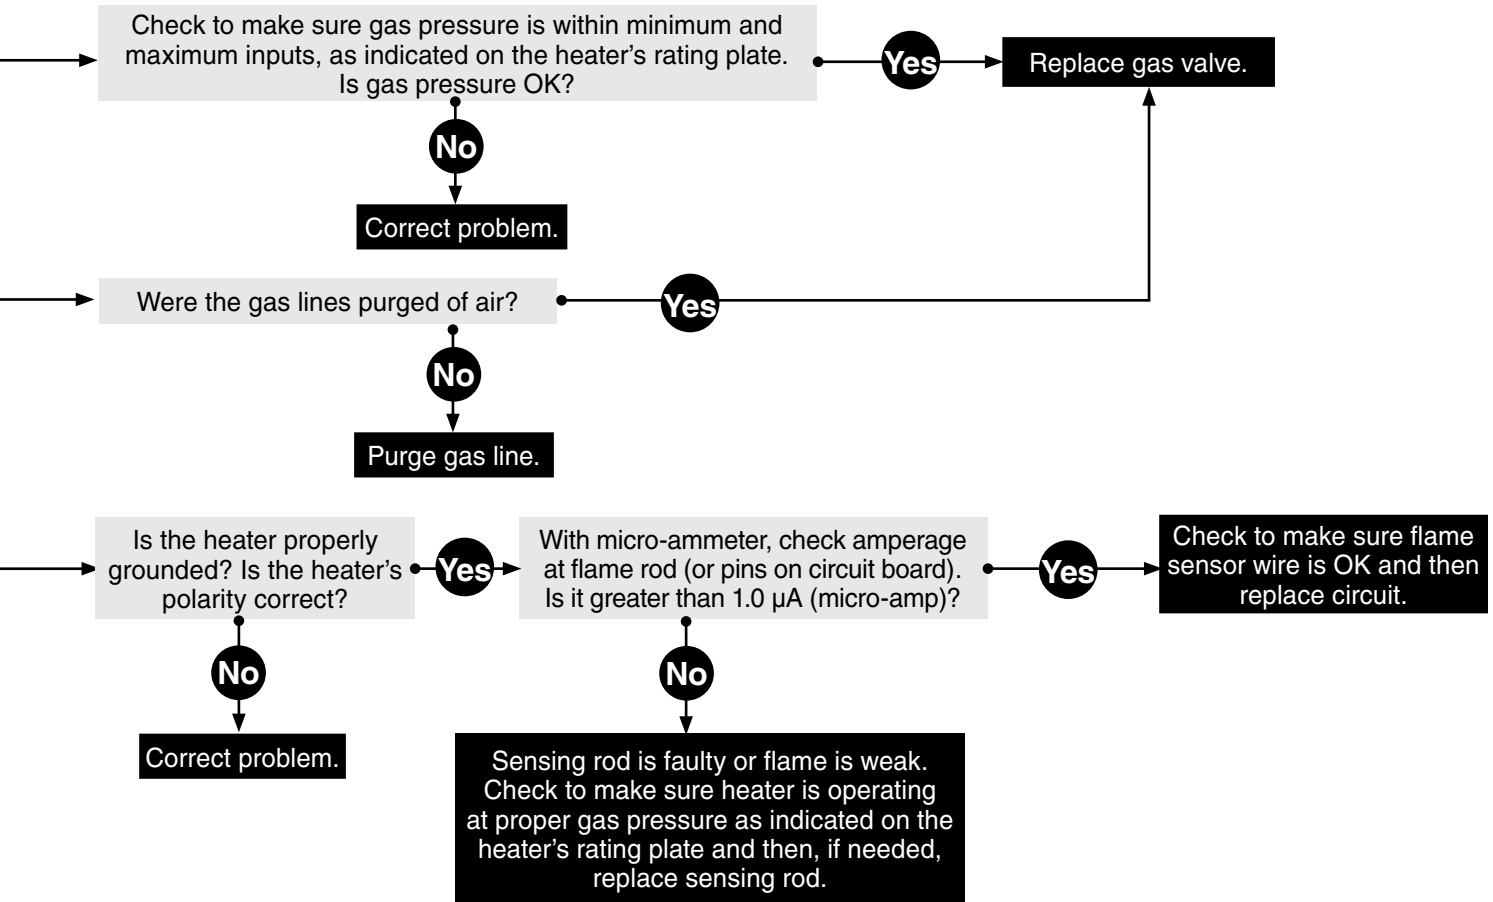 Check to make sure gas pressure is within minimum and
maximum inputs, as indicated on the heater’s rating plate.
Is gas pressure OK?
Yes
Replace gas valve.
No
Correct problem.
Were the gas lines purged of air?
Yes
No
Purge gas line.
Is the heater properly
grounded? Is the heater’s
polarity correct?
Yes
With micro-ammeter, check amperage
at flame rod (or pins on circuit board).
Is it greater than 1.0 µA (micro-amp)?
Yes
Check to make sure flame
sensor wire is OK and then
replace circuit.
No
Correct problem.
No
Sensing rod is faulty or flame is weak.
Check to make sure heater is operating
at proper gas pressure as indicated on the
heater’s rating plate and then, if needed,
replace sensing rod.